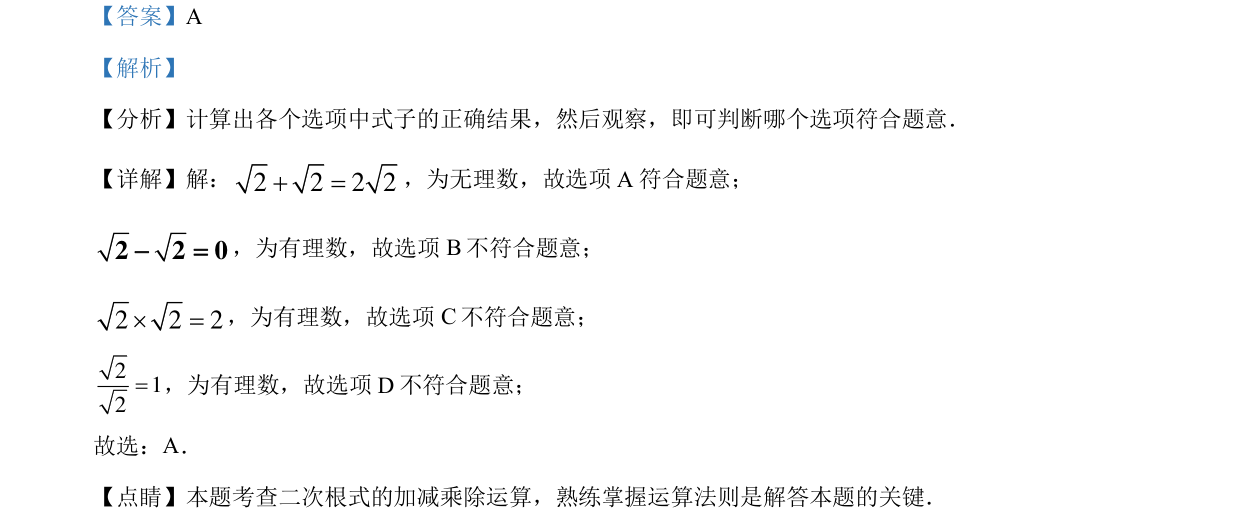 【答案】A
【解析】
【分析】计算出各个选项中式子的正确结果，然后观察，即可判断哪个选项符合题意．
【详解】解：√2+√2=2√2，为无理数，故选项 A 符合题意；
√2−√2=0，为有理数，故选项 B 不符合题意；
√2×√2=2，为有理数，故选项 C 不符合题意；
√2/√2=1，为有理数，故选项 D 不符合题意；
故选：A．
【点睛】本题考查二次根式的加减乘除运算，熟练掌握运算法则是解答本题的关键．